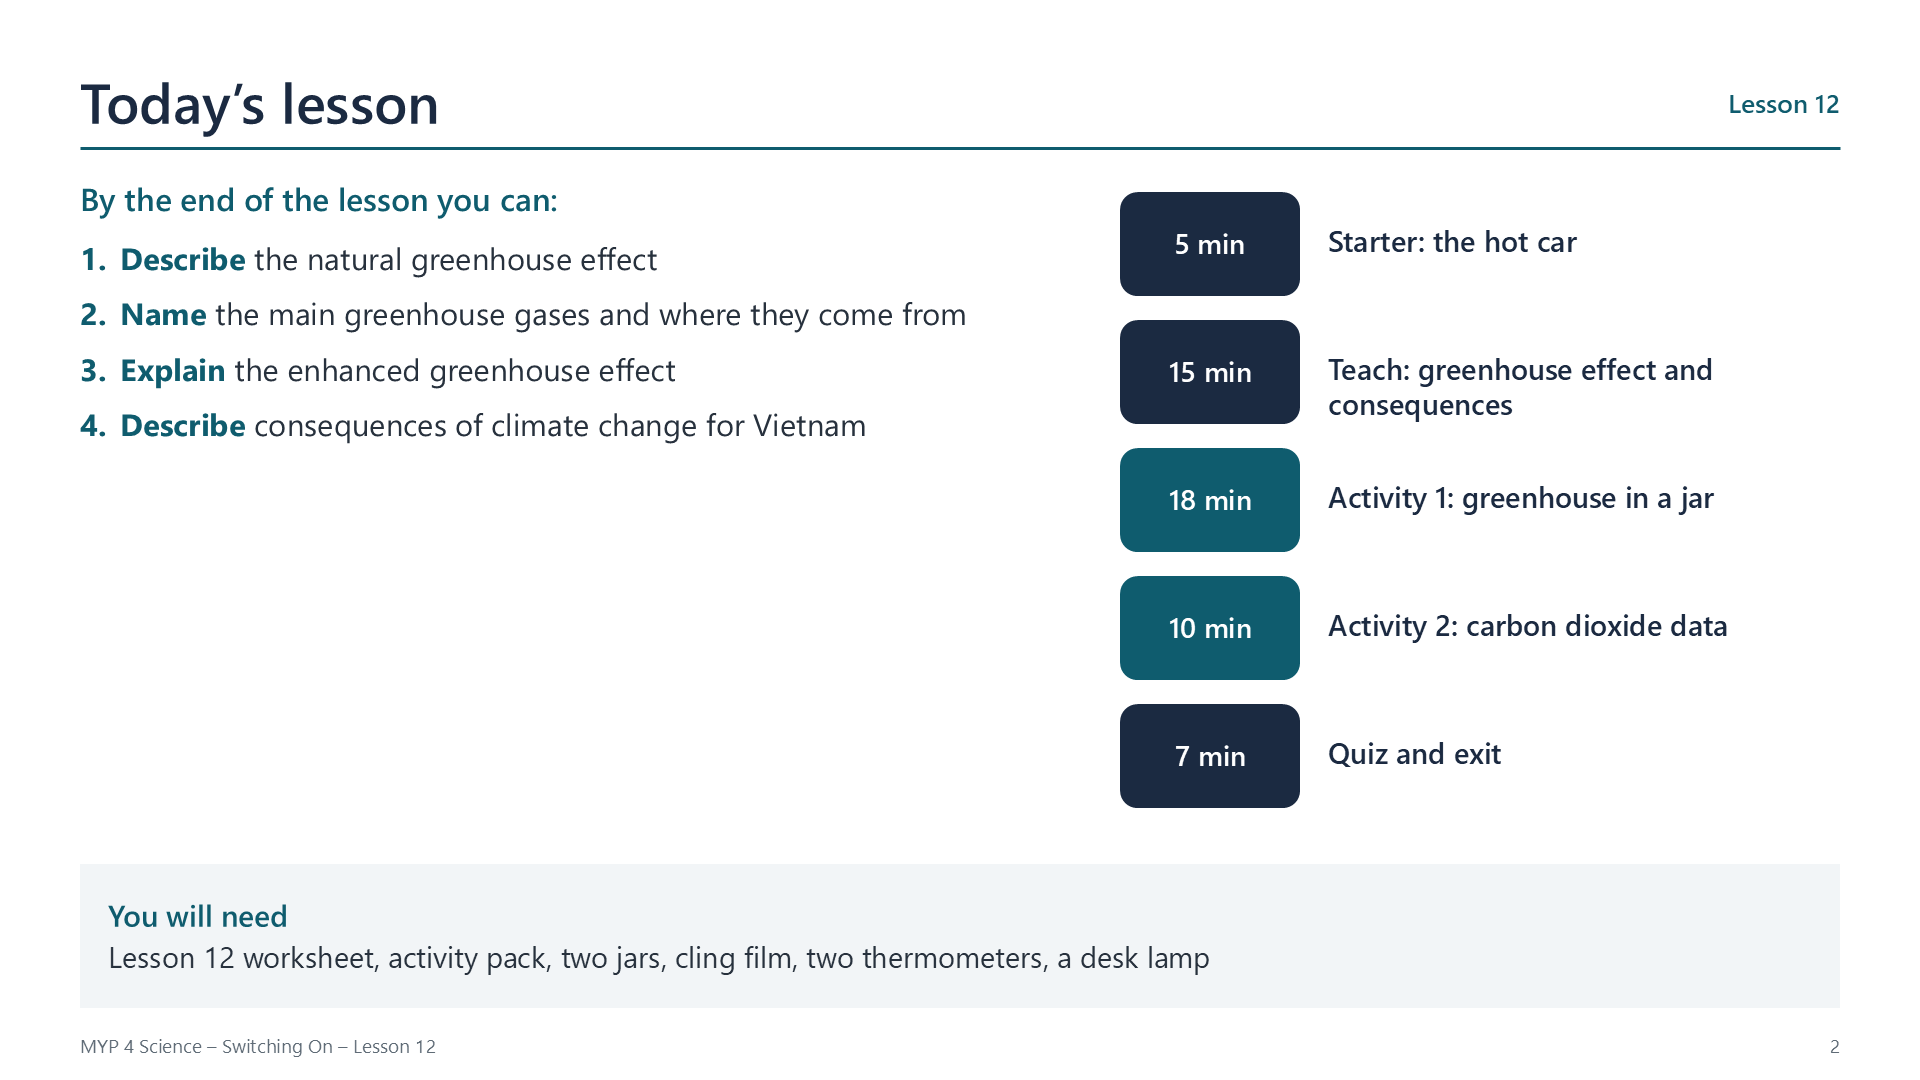 Today’s lesson
Lesson 12
By the end of the lesson you can:
1. Describe the natural greenhouse effect
2. Name the main greenhouse gases and where they come from
3. Explain the enhanced greenhouse effect
4. Describe consequences of climate change for Vietnam
5 min
Starter: the hot car
15 min
Teach: greenhouse effect and
consequences
18 min
Activity 1: greenhouse in a jar
10 min
Activity 2: carbon dioxide data
7 min
Quiz and exit
You will need
Lesson 12 worksheet, activity pack, two jars, cling film, two thermometers, a desk lamp
MYP 4 Science – Switching On – Lesson 12
2